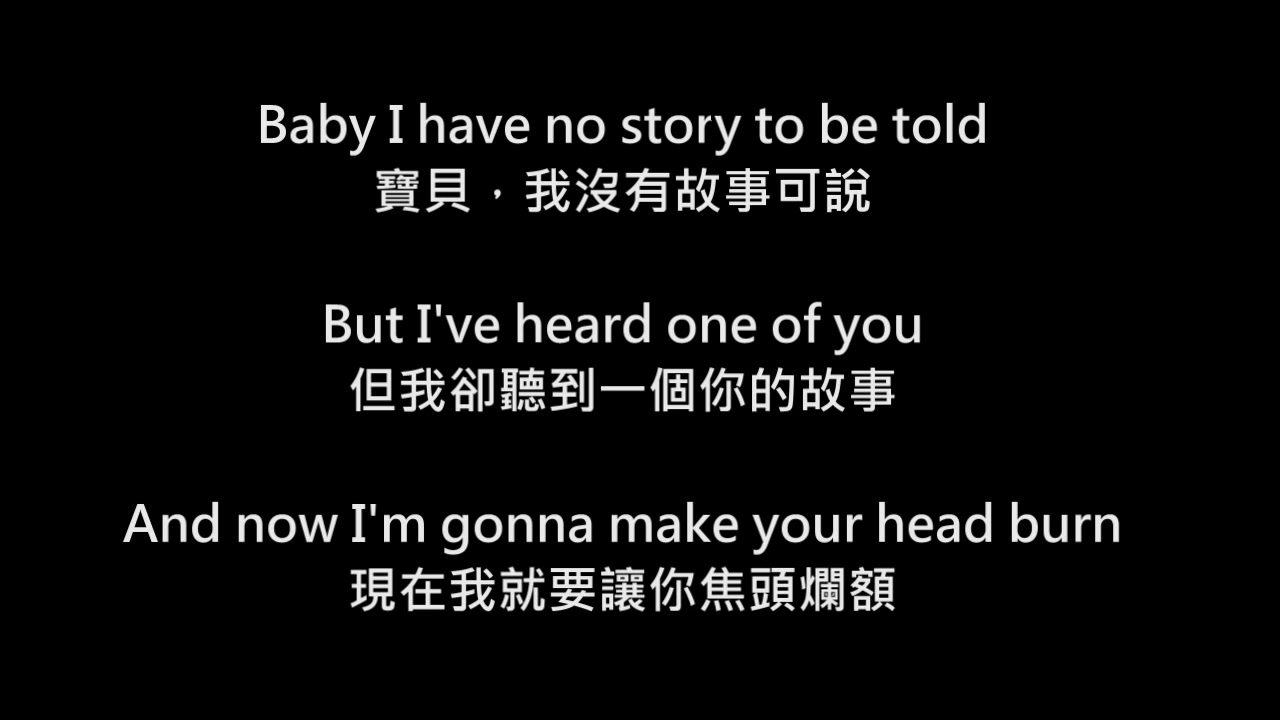 Baby I have no story to be told
寶貝，我沒有故事可說
But I've heard one of you
但我卻聽到一個你的故事
And now I'm gonna make your head burn
現在我就要讓你焦頭爛額